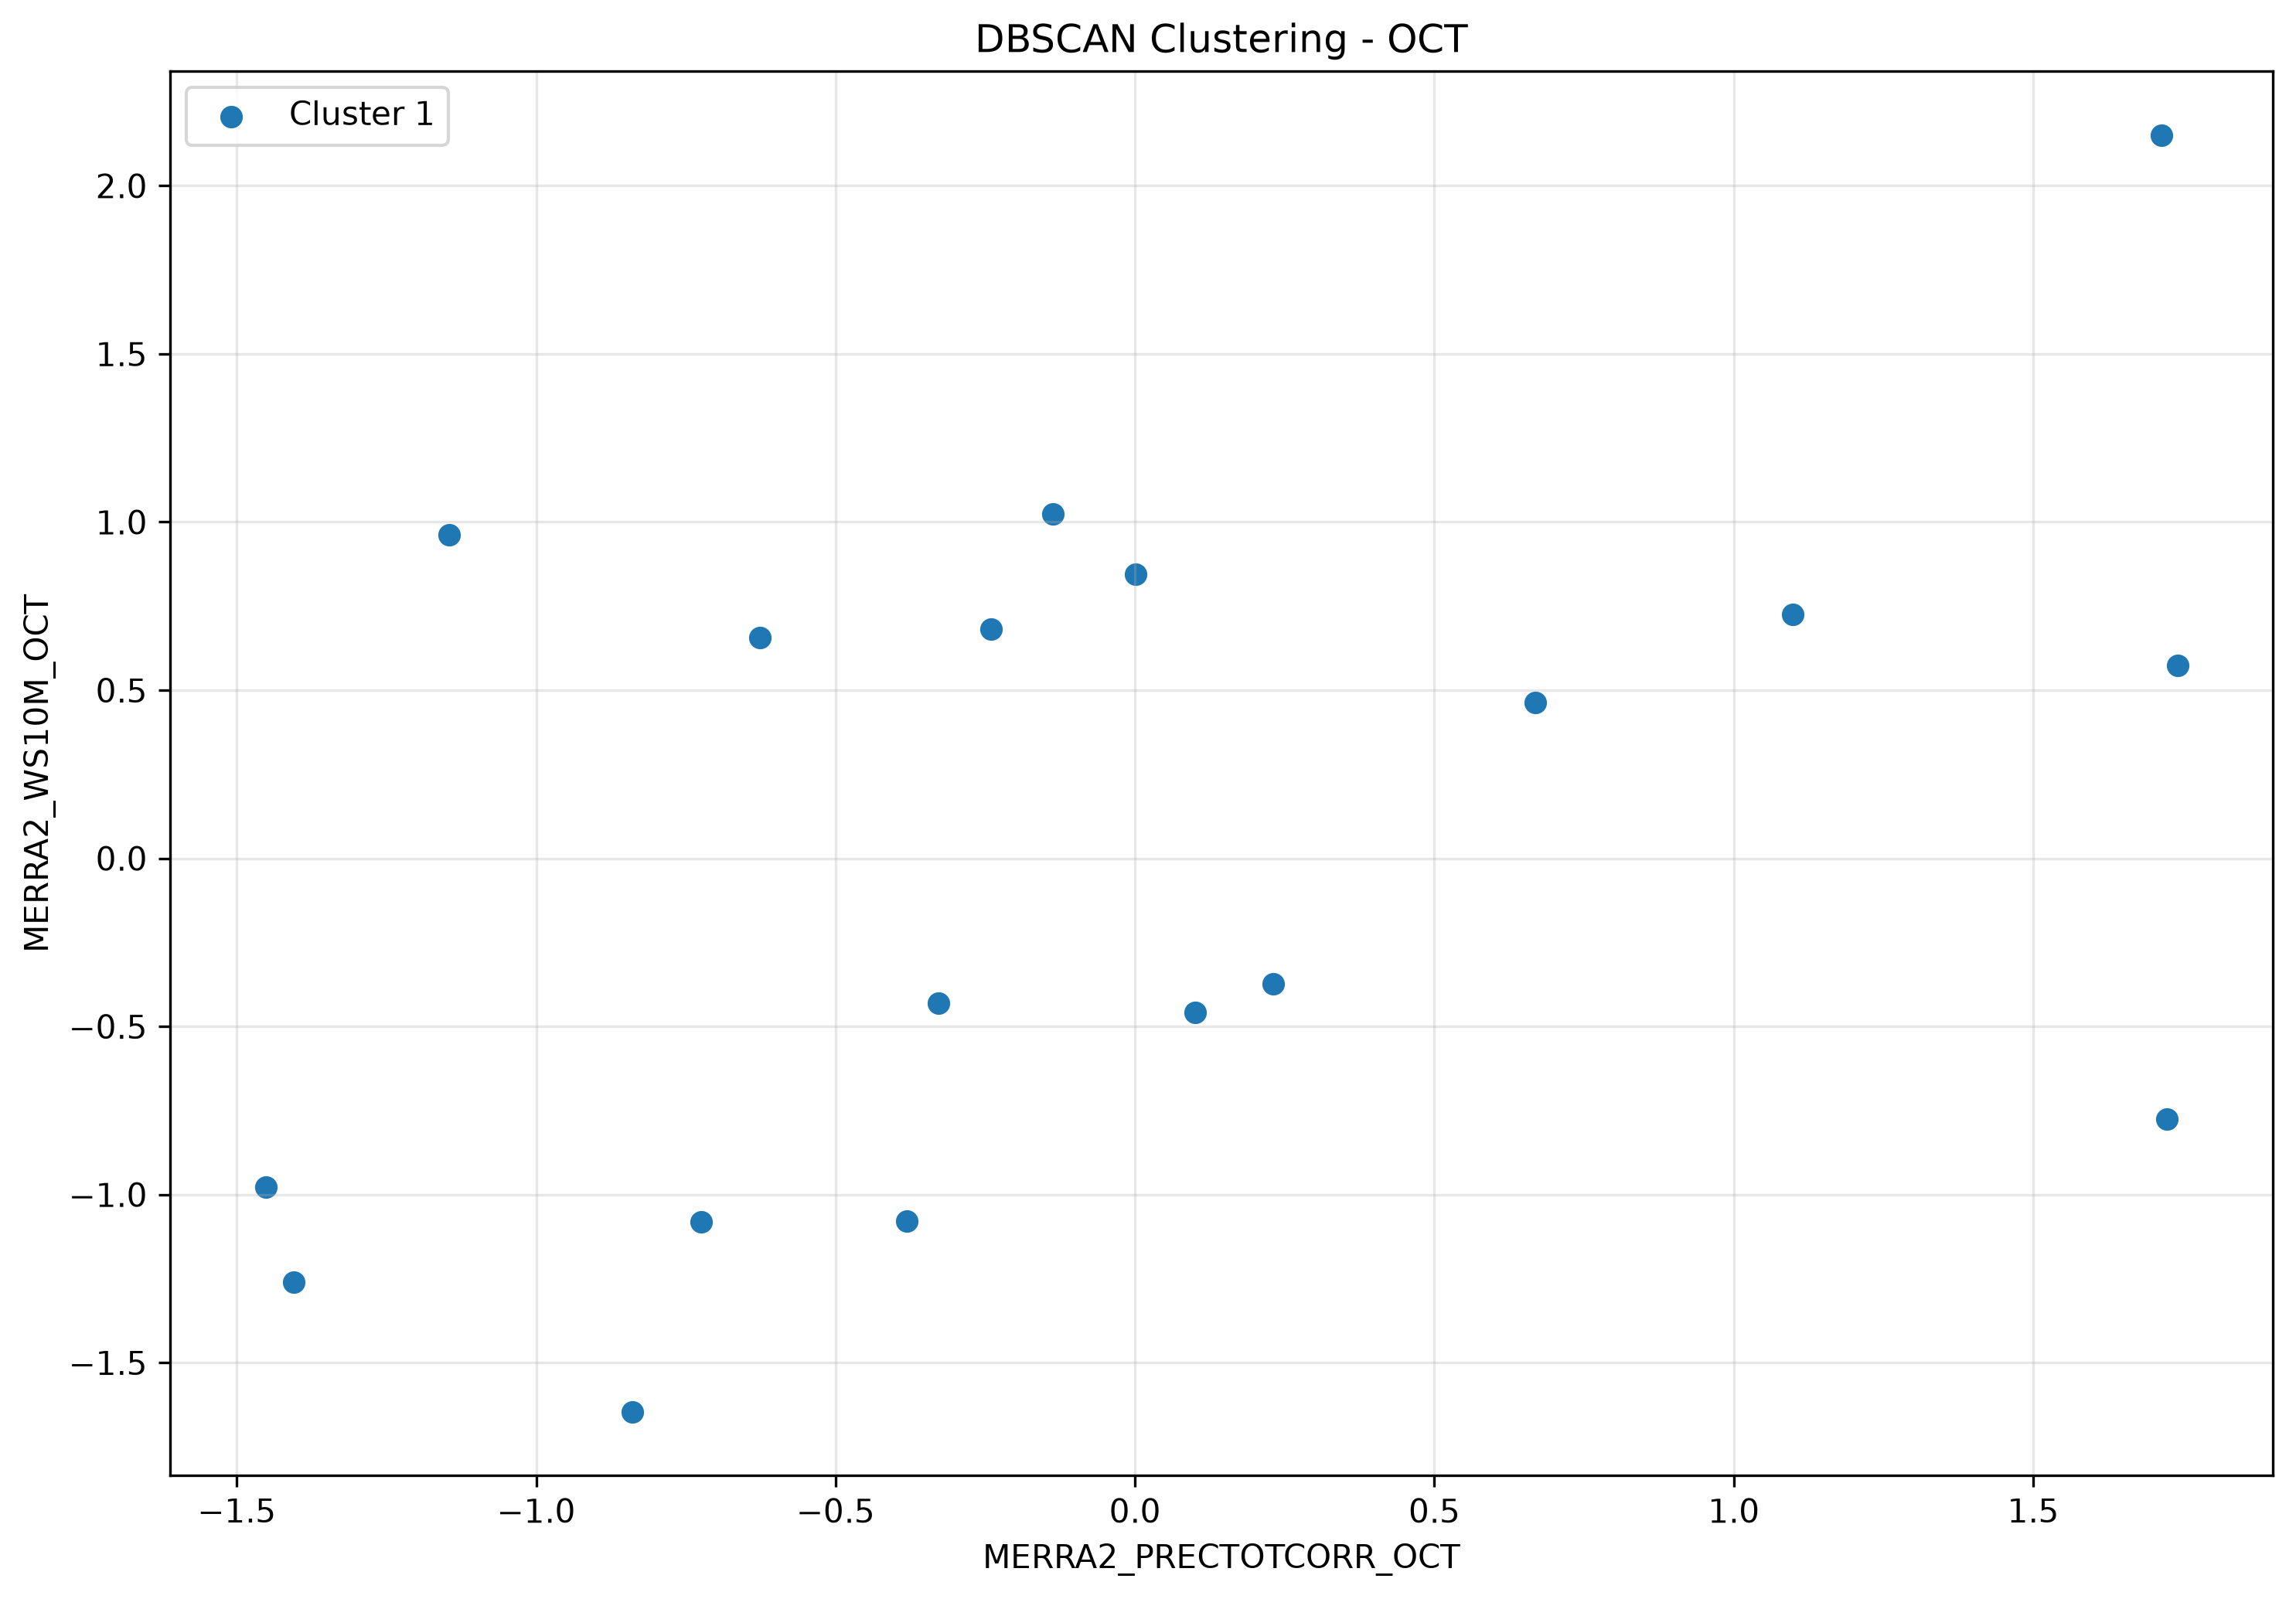 DBSCAN Clustering - OCT
Cluster 1
2.0
1.5
1.0
0.5
0.0
−0.5
−1.0
−1.5
MERRA2_WS10M_OCT
−1.5 −1.0 −0.5 0.0 0.5 1.0 1.5
MERRA2_PRECTOTCORR_OCT